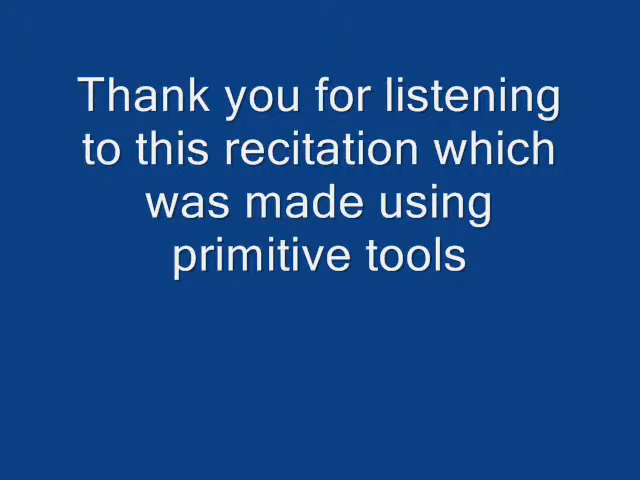 Thank you for listening
to this recitation which
was made using
primitive tools